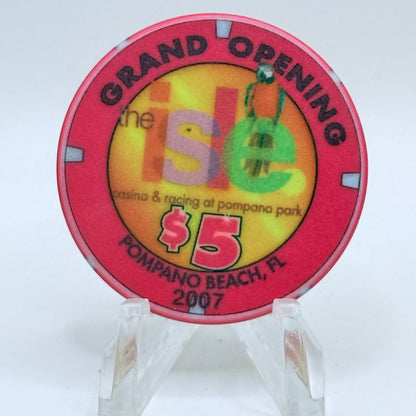 GRAND OPENING
the isle
casino & racing at pompano park
$5
POMPANO BEACH, FL
2007